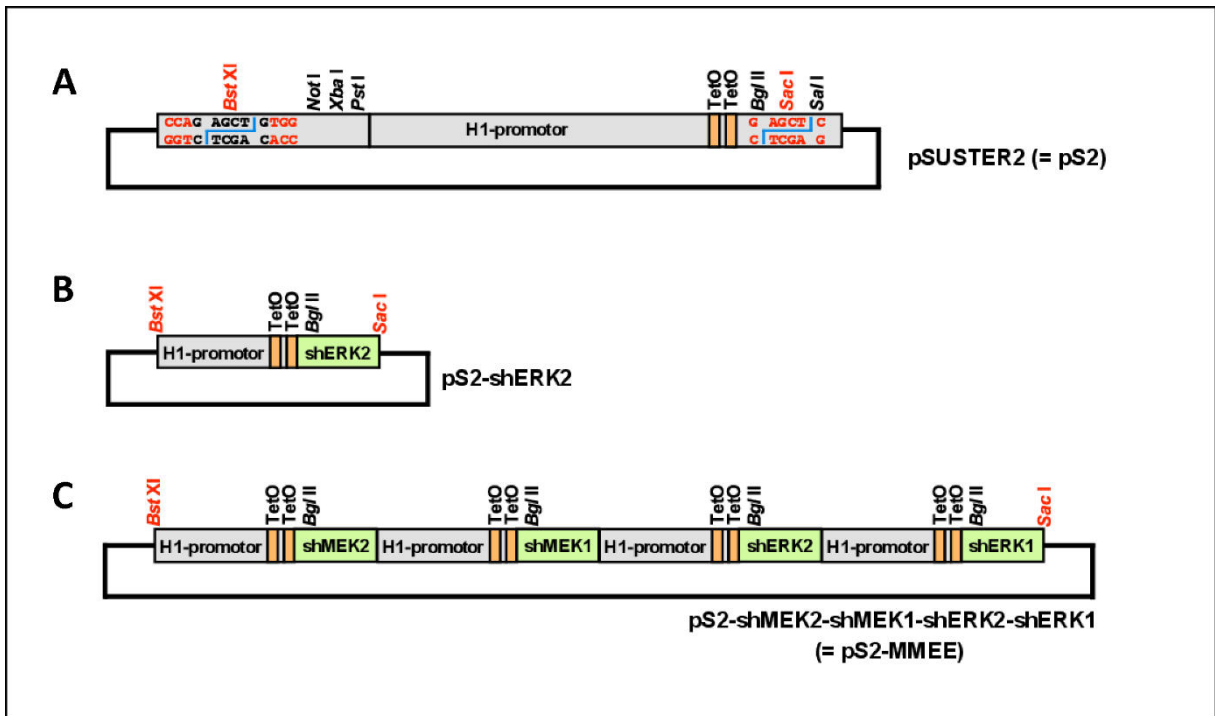 A
Bst XI
Not I
Xba I
Pst I
TetO
TetO
Bgl II
Sac I
Sal I
CCAG AGCT GTGG
GGTC TCGA CACC
H1-promotor
G AGCT C
C TCGA G
pSUSTER2 (= pS2)
B
Bst XI
TetO
TetO
Bgl II
Sac I
H1-promotor
shERK2
pS2-shERK2
C
Bst XI
TetO
TetO
Bgl II
TetO
TetO
Bgl II
TetO
TetO
Bgl II
TetO
TetO
Bgl II
Sac I
H1-promotor
shMEK2
H1-promotor
shMEK1
H1-promotor
shERK2
H1-promotor
shERK1
pS2-shMEK2-shMEK1-shERK2-shERK1
(= pS2-MMEE)